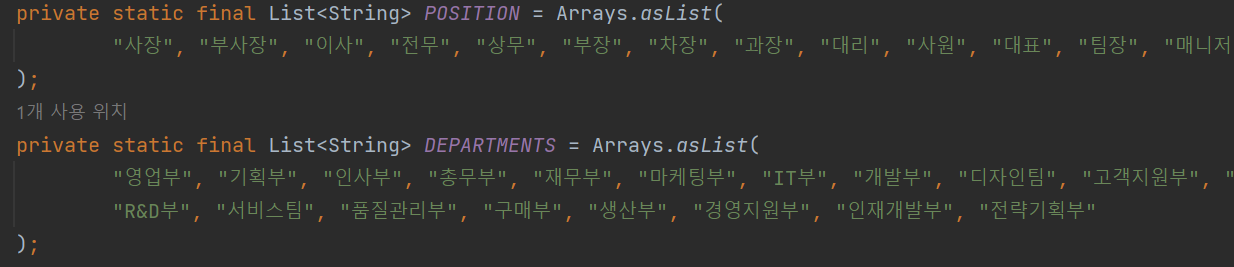 private static final List<String> POSITION = Arrays.asList(
"사장", "부사장", "이사", "전무", "상무", "부장", "차장", "과장", "대리", "사원", "대표", "팀장", "매니저
);
1개 사용 위치
private static final List<String> DEPARTMENTS = Arrays.asList(
"영업부", "기획부", "인사부", "총무부", "재무부", "마케팅부", "IT부", "개발부", "디자인팀", "고객지원부", "
"R&D부", "서비스팀", "품질관리부", "구매부", "생산부", "경영지원부", "인재개발부", "전략기획부"
);